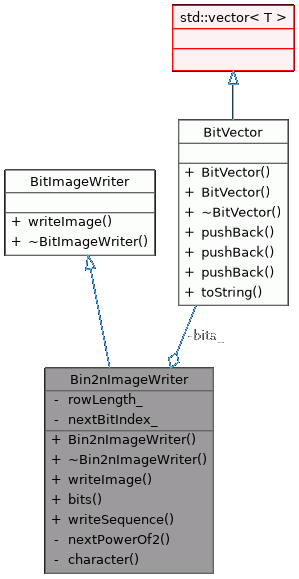 std::vector< T >
BitVector
+ BitVector()
+ BitVector()
+ ~BitVector()
+ pushBack()
+ pushBack()
+ pushBack()
+ toString()
BitImageWriter
+ writeImage()
+ ~BitImageWriter()
-bits_
Bin2nImageWriter
- rowLength_
- nextBitIndex_
+ Bin2nImageWriter()
+ ~Bin2nImageWriter()
+ writeImage()
+ bits()
+ writeSequence()
- nextPowerOf2()
- character()